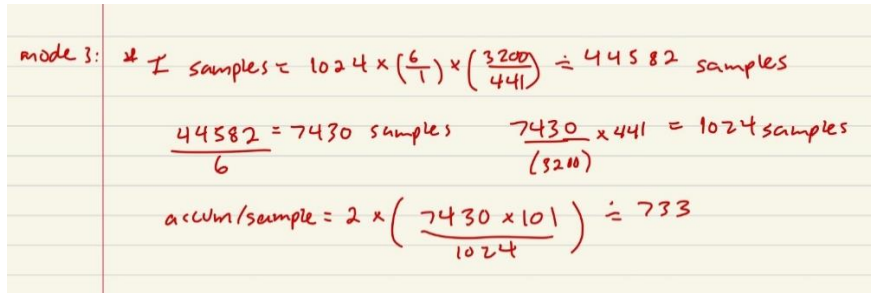 mode 3: * I samples = 1024 × (6/1) × (3200/441) ≐ 44582 samples
44582/6 = 7430 samples 7430/(3200) × 441 = 1024 samples
accum/sample = 2 × (7430 × 101/1024) ≐ 733